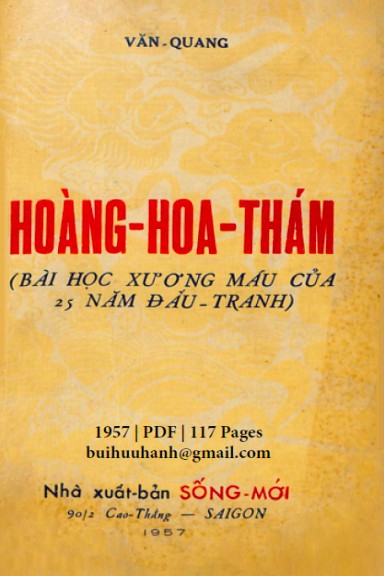 VĂN-QUANG
HOÀNG-HOA-THÁM
(BÀI HỌC XƯƠNG MÁU CỦA
25 NĂM ĐẤU-TRANH)
1957 | PDF | 117 Pages
buihuuhanh@gmail.com
Nhà xuất-bản SỐNG-MỚI
90/2 Cao-Thắng — SAIGON
1957